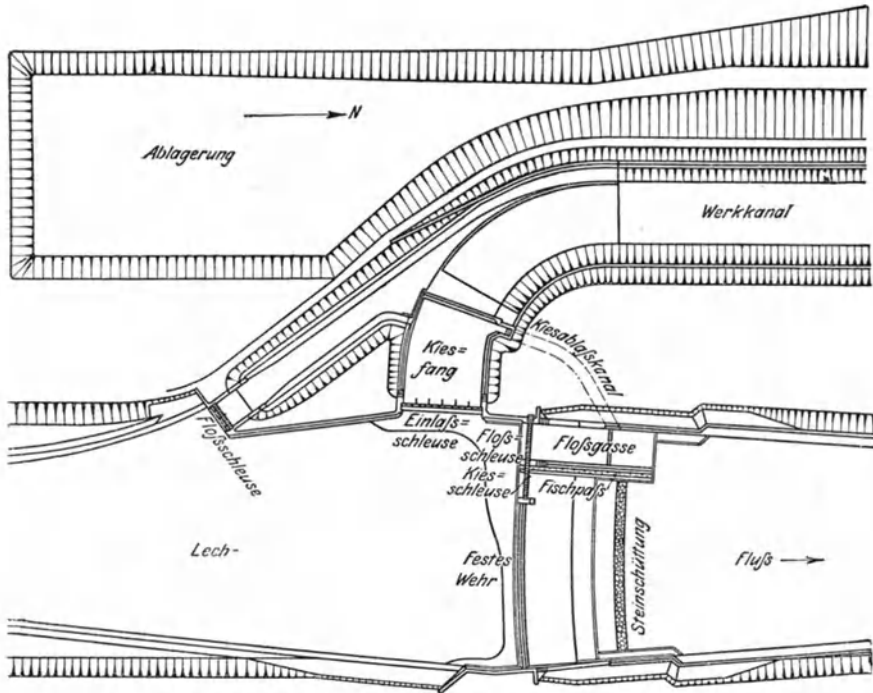 N
Ablagerung
Werkkanal
Kiesablaßkanal
Kies=
fang
Einlaß=
schleuse
Floßschleuse
Floß-
schleuse
Floßgasse
Kies=
schleuse
Fischpaß
Lech-
Festes
Wehr
Steinschüttung
Fluß